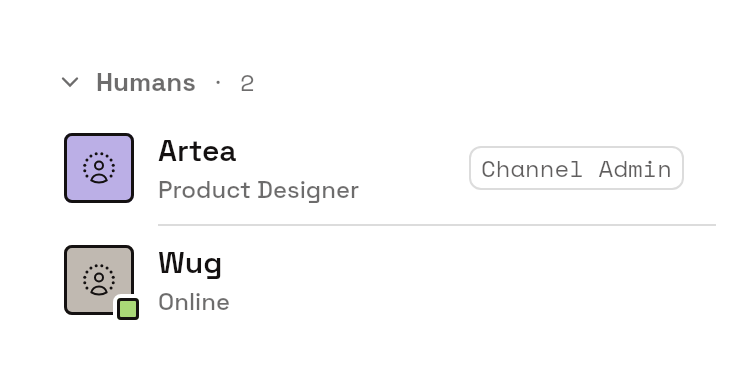 Humans · 2
Artea
Product Designer
Channel Admin
Wug
Online